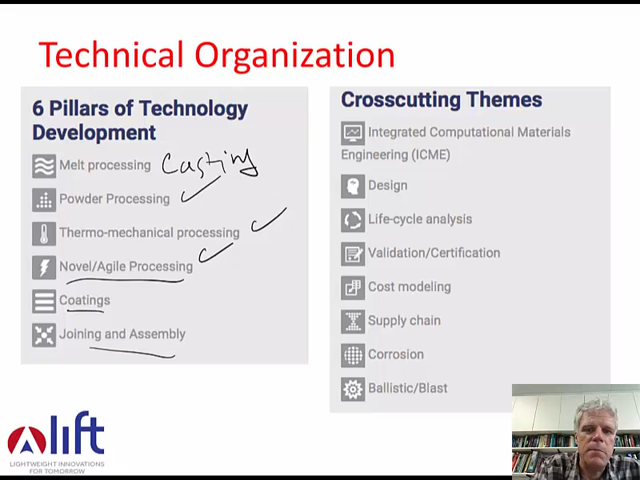 Technical Organization
6 Pillars of Technology
Development
Melt processing Casting
Powder Processing
Thermo-mechanical processing
Novel/Agile Processing
Coatings
Joining and Assembly
Crosscutting Themes
Integrated Computational Materials
Engineering (ICME)
Design
Life-cycle analysis
Validation/Certification
Cost modeling
Supply chain
Corrosion
Ballistic/Blast
lift
LIGHTWEIGHT INNOVATIONS
FOR TOMORROW